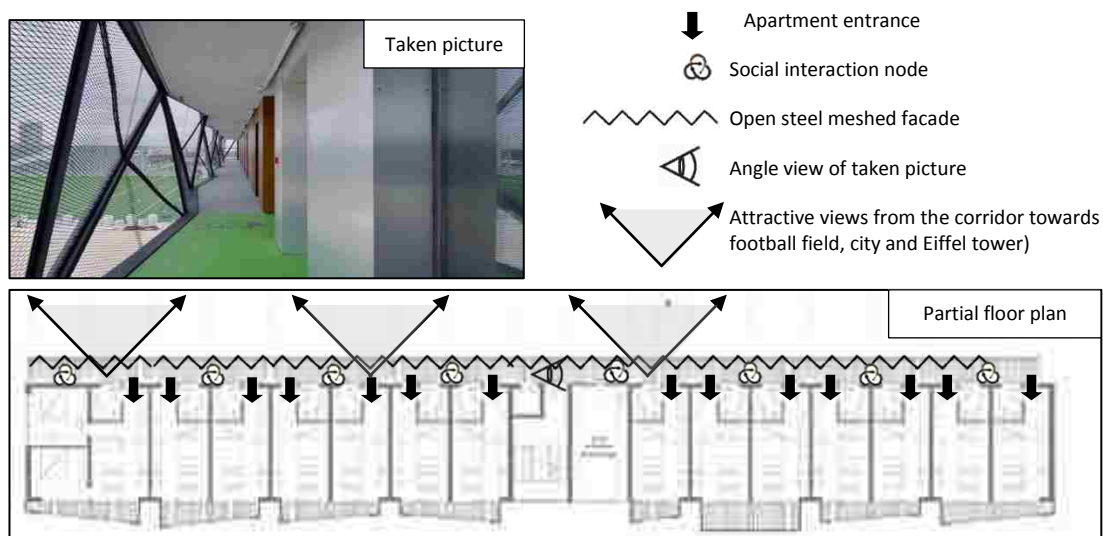 Taken picture
Apartment entrance
Social interaction node
Open steel meshed facade
Angle view of taken picture
Attractive views from the corridor towards
football field, city and Eiffel tower)
Partial floor plan